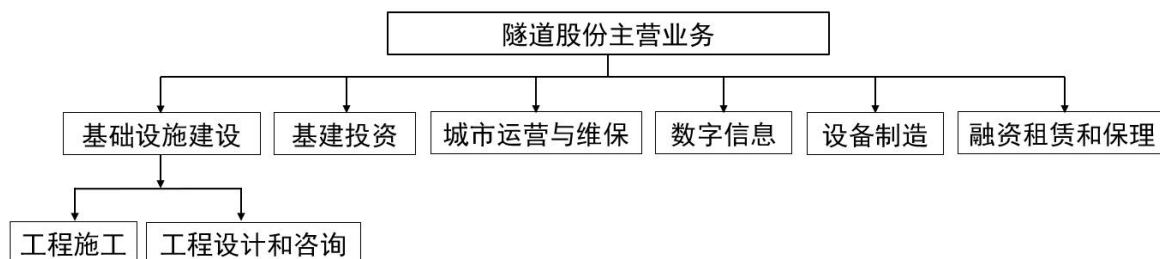 隧道股份主营业务
基础设施建设
基建投资
城市运营与维保
数字信息
设备制造
融资租赁和保理
工程施工
工程设计和咨询